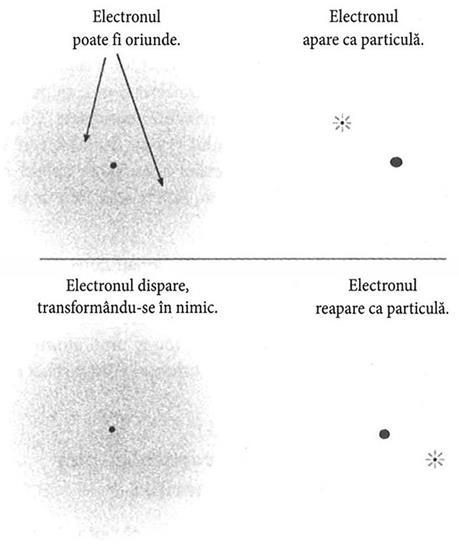 Electronul
poate fi oriunde.
Electronul
apare ca particulă.
Electronul dispare,
transformându-se în nimic.
Electronul
reapare ca particulă.